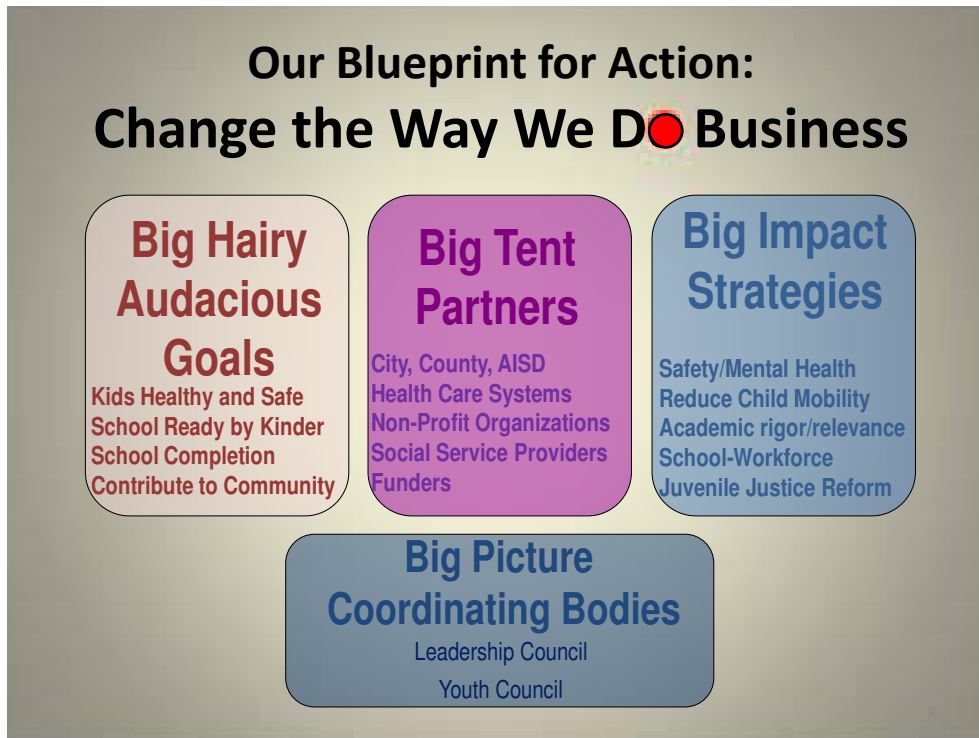 Our Blueprint for Action:
Change the Way We Do Business
Big Hairy
Audacious
Goals
Kids Healthy and Safe
School Ready by Kinder
School Completion
Contribute to Community
Big Tent
Partners
City, County, AISD
Health Care Systems
Non-Profit Organizations
Social Service Providers
Funders
Big Impact
Strategies
Safety/Mental Health
Reduce Child Mobility
Academic rigor/relevance
School-Workforce
Juvenile Justice Reform
Big Picture
Coordinating Bodies
Leadership Council
Youth Council
9